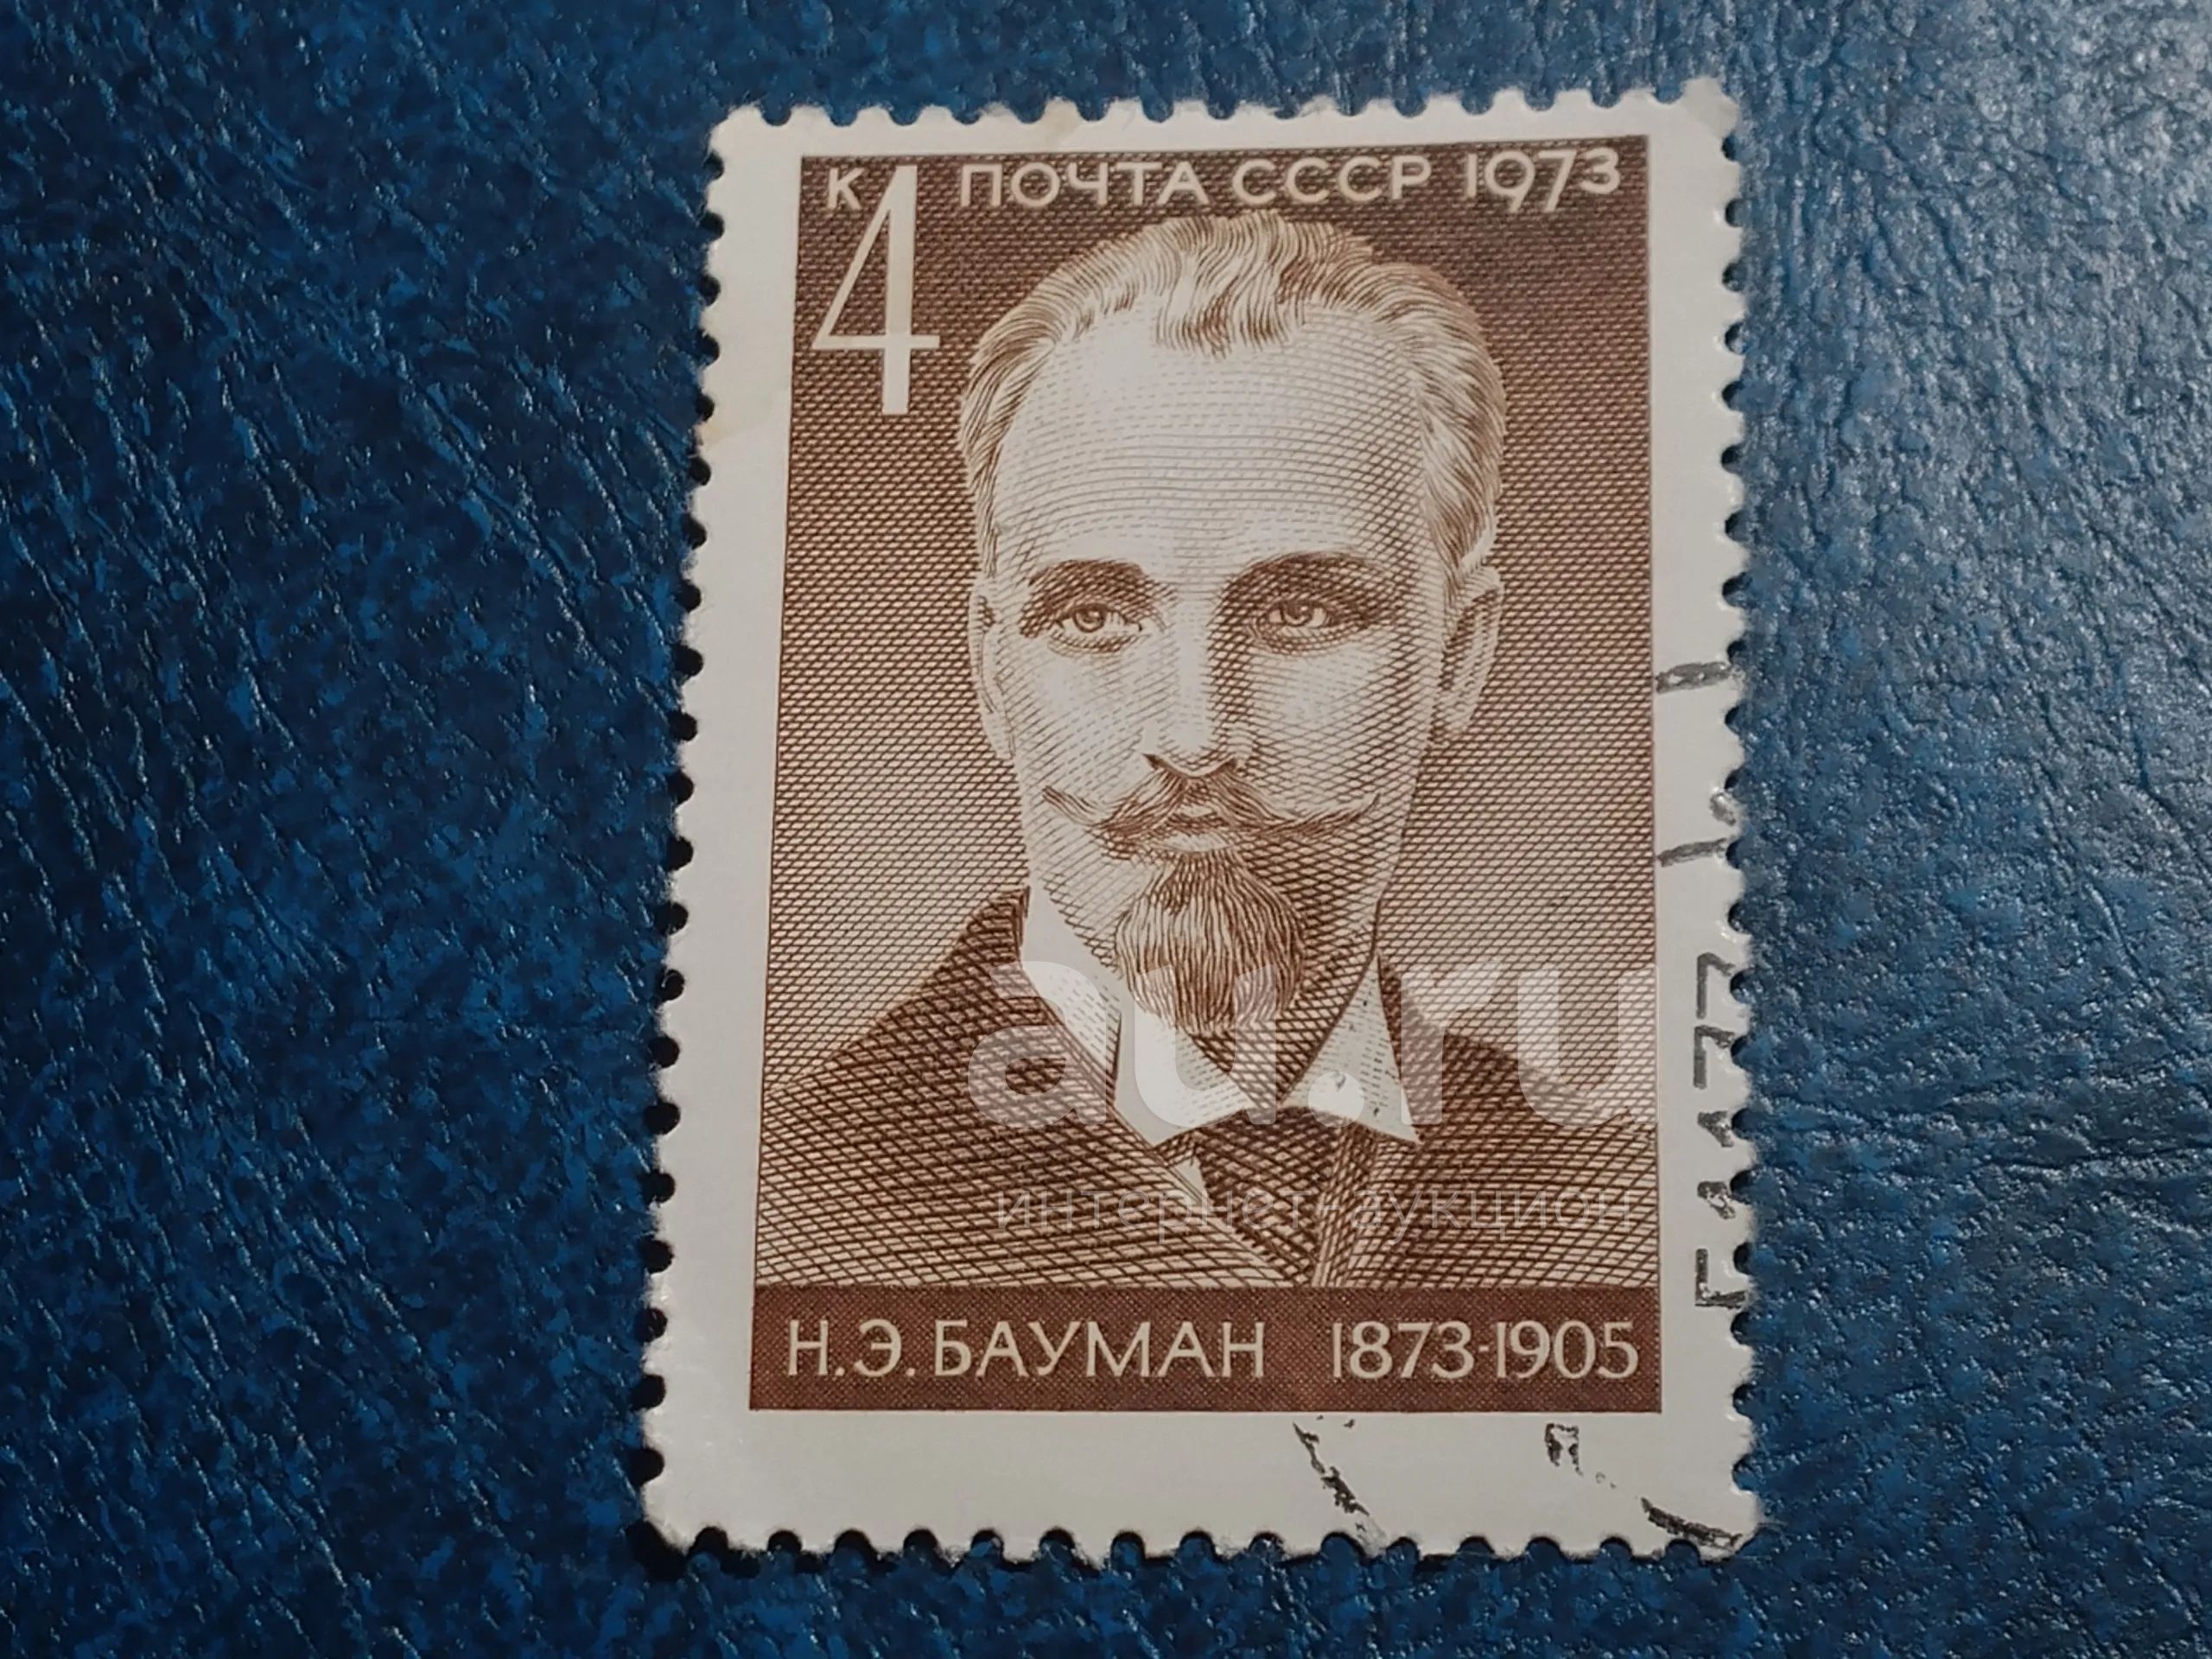 К 4 ПОЧТА СССР 1973
au.ru
интернет-аукцион
Н.Э.БАУМАН 1873-1905